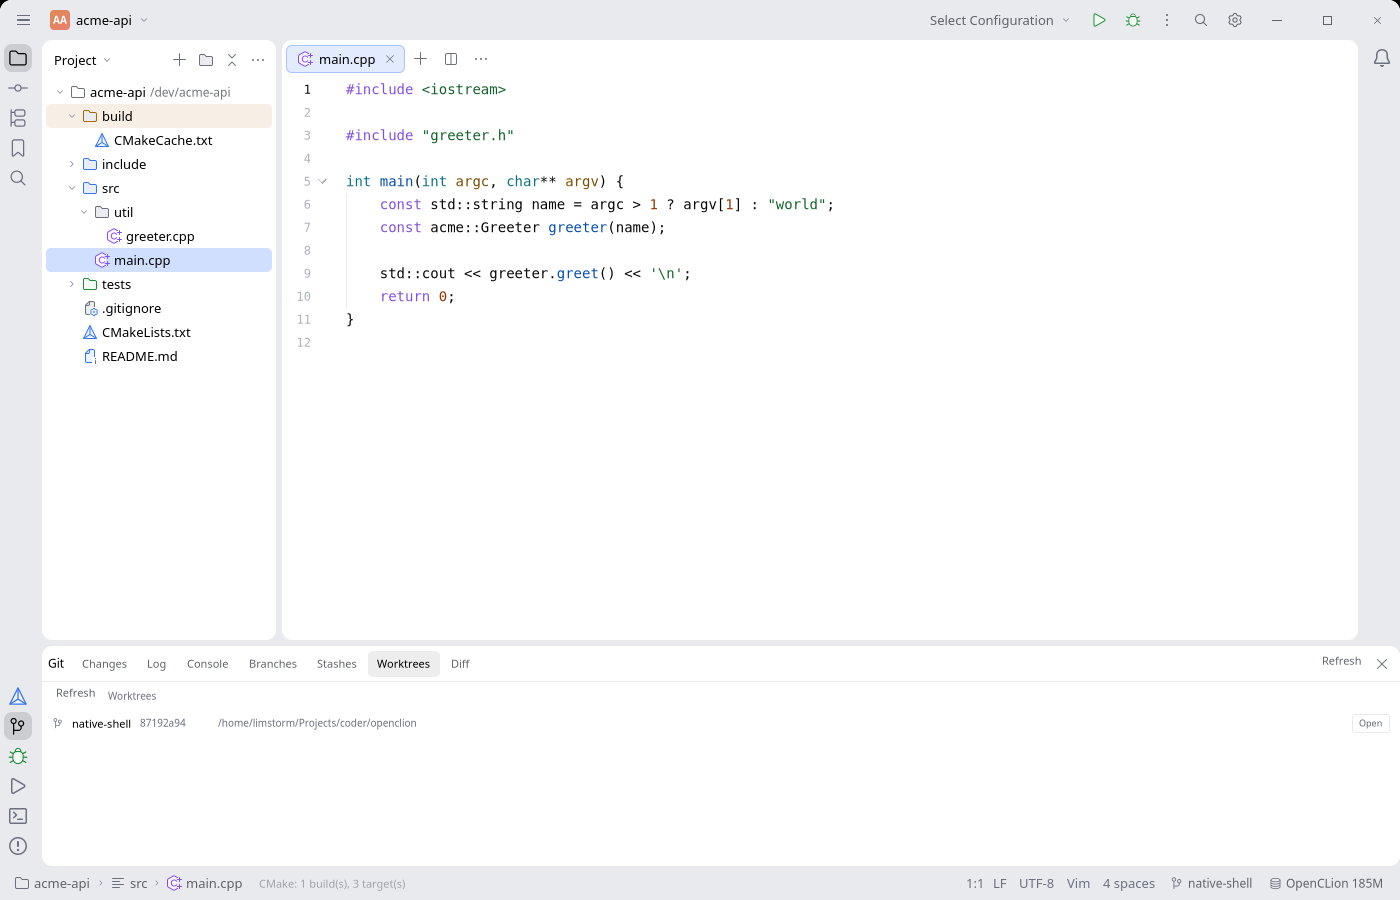 AA acme-api
Select Configuration
Project
main.cpp
acme-api /dev/acme-api
build
CMakeCache.txt
include
src
util
greeter.cpp
main.cpp
tests
.gitignore
CMakeLists.txt
README.md
1 #include <iostream>
2
3 #include "greeter.h"
4
5 int main(int argc, char** argv) {
6 const std::string name = argc > 1 ? argv[1] : "world";
7 const acme::Greeter greeter(name);
8
9 std::cout << greeter.greet() << '\n';
10 return 0;
11 }
12
Git Changes Log Console Branches Stashes Worktrees Diff Refresh
Refresh Worktrees
native-shell 87192a94 /home/limstorm/Projects/coder/openclion Open
acme-api src main.cpp CMake: 1 build(s), 3 target(s) 1:1 LF UTF-8 Vim 4 spaces native-shell OpenCLion 185M